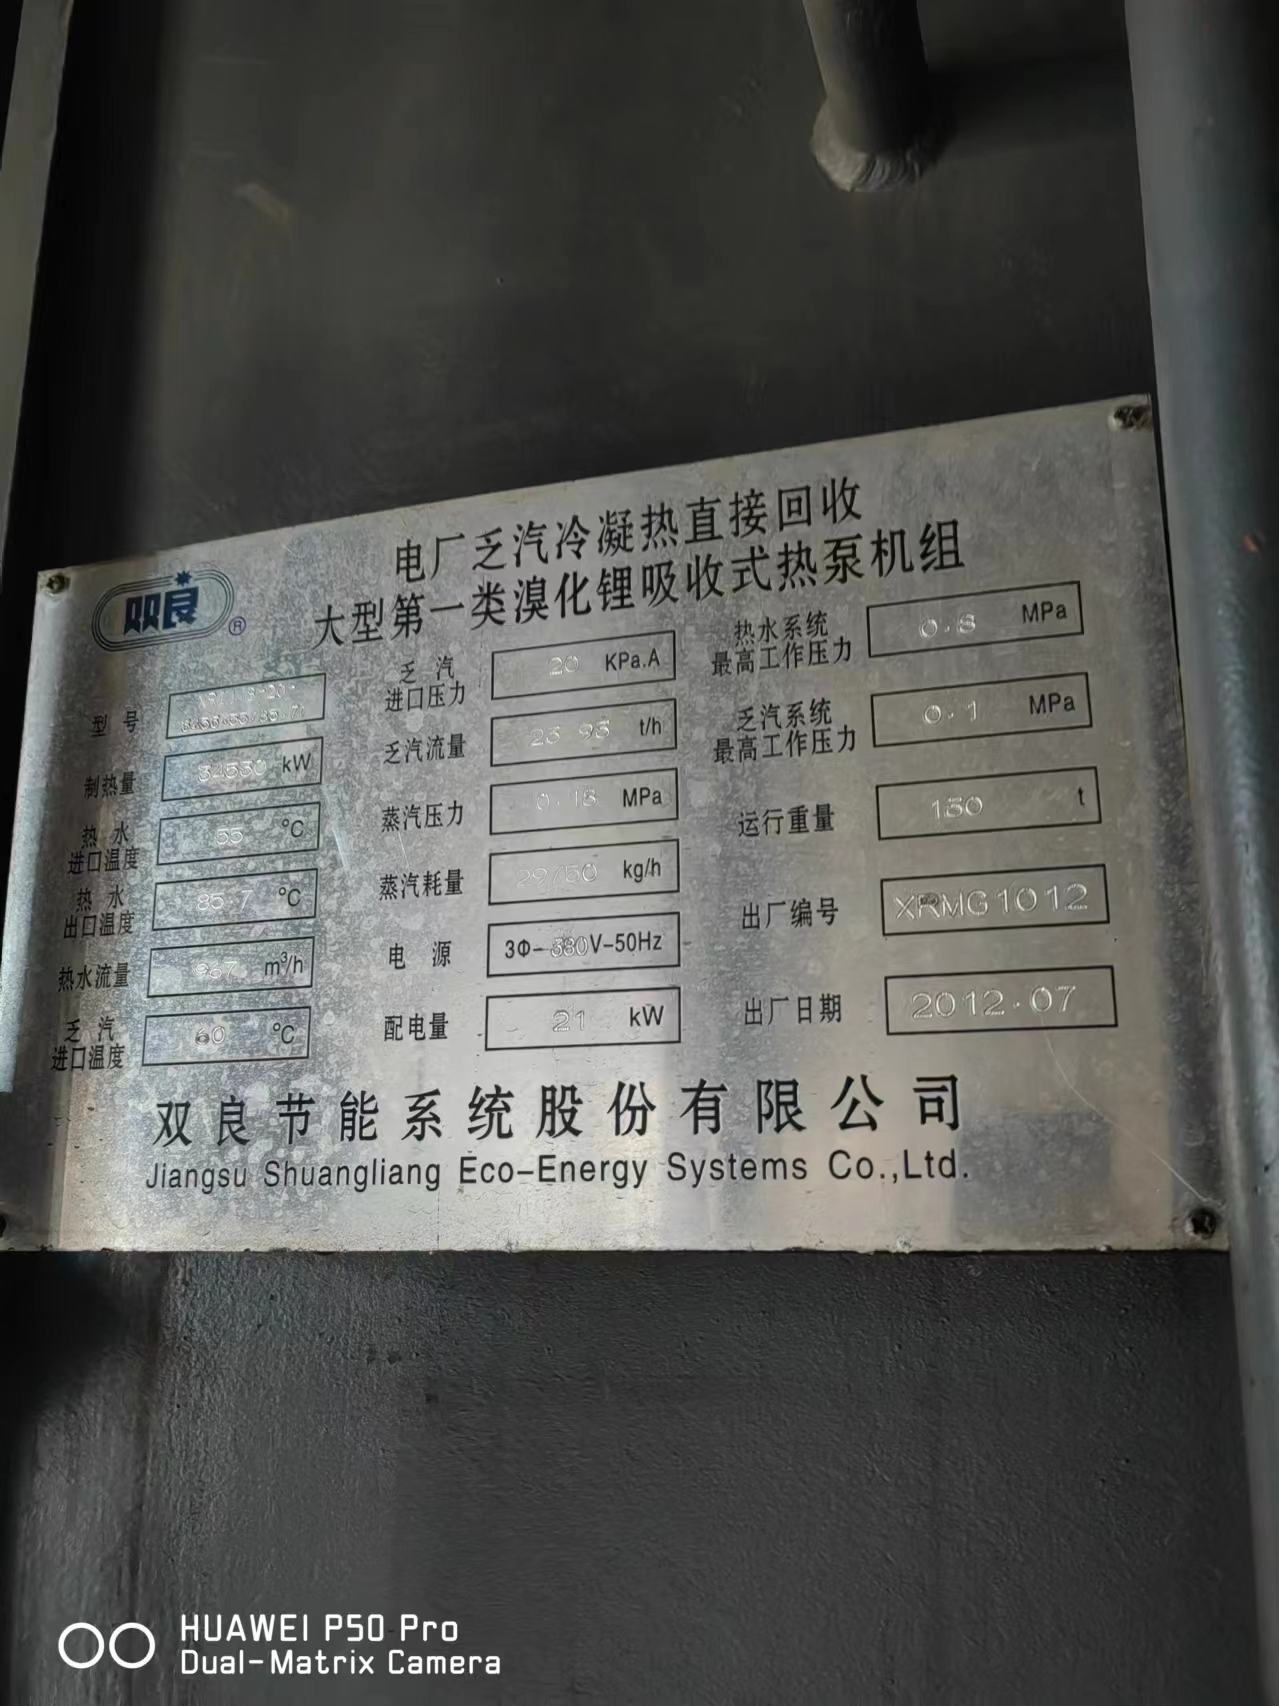 电厂乏汽冷凝热直接回收
大型第一类溴化锂吸收式热泵机组
双良 ®
型号
制热量 34530 kW
热水进口温度 55 °C
热水出口温度 85.7 °C
热水流量 967 m³/h
乏汽进口温度 60 °C
乏汽进口压力 20 KPa.A
乏汽流量 t/h
蒸汽压力 MPa
蒸汽耗量 29750 kg/h
电源 3Φ-380V-50Hz
配电量 21 kW
热水系统最高工作压力 0.8 MPa
乏汽系统最高工作压力 0.1 MPa
运行重量 150 t
出厂编号 XRMG1012
出厂日期 2012.07
双良节能系统股份有限公司
Jiangsu Shuangliang Eco-Energy Systems Co.,Ltd.
HUAWEI P50 Pro
Dual-Matrix Camera